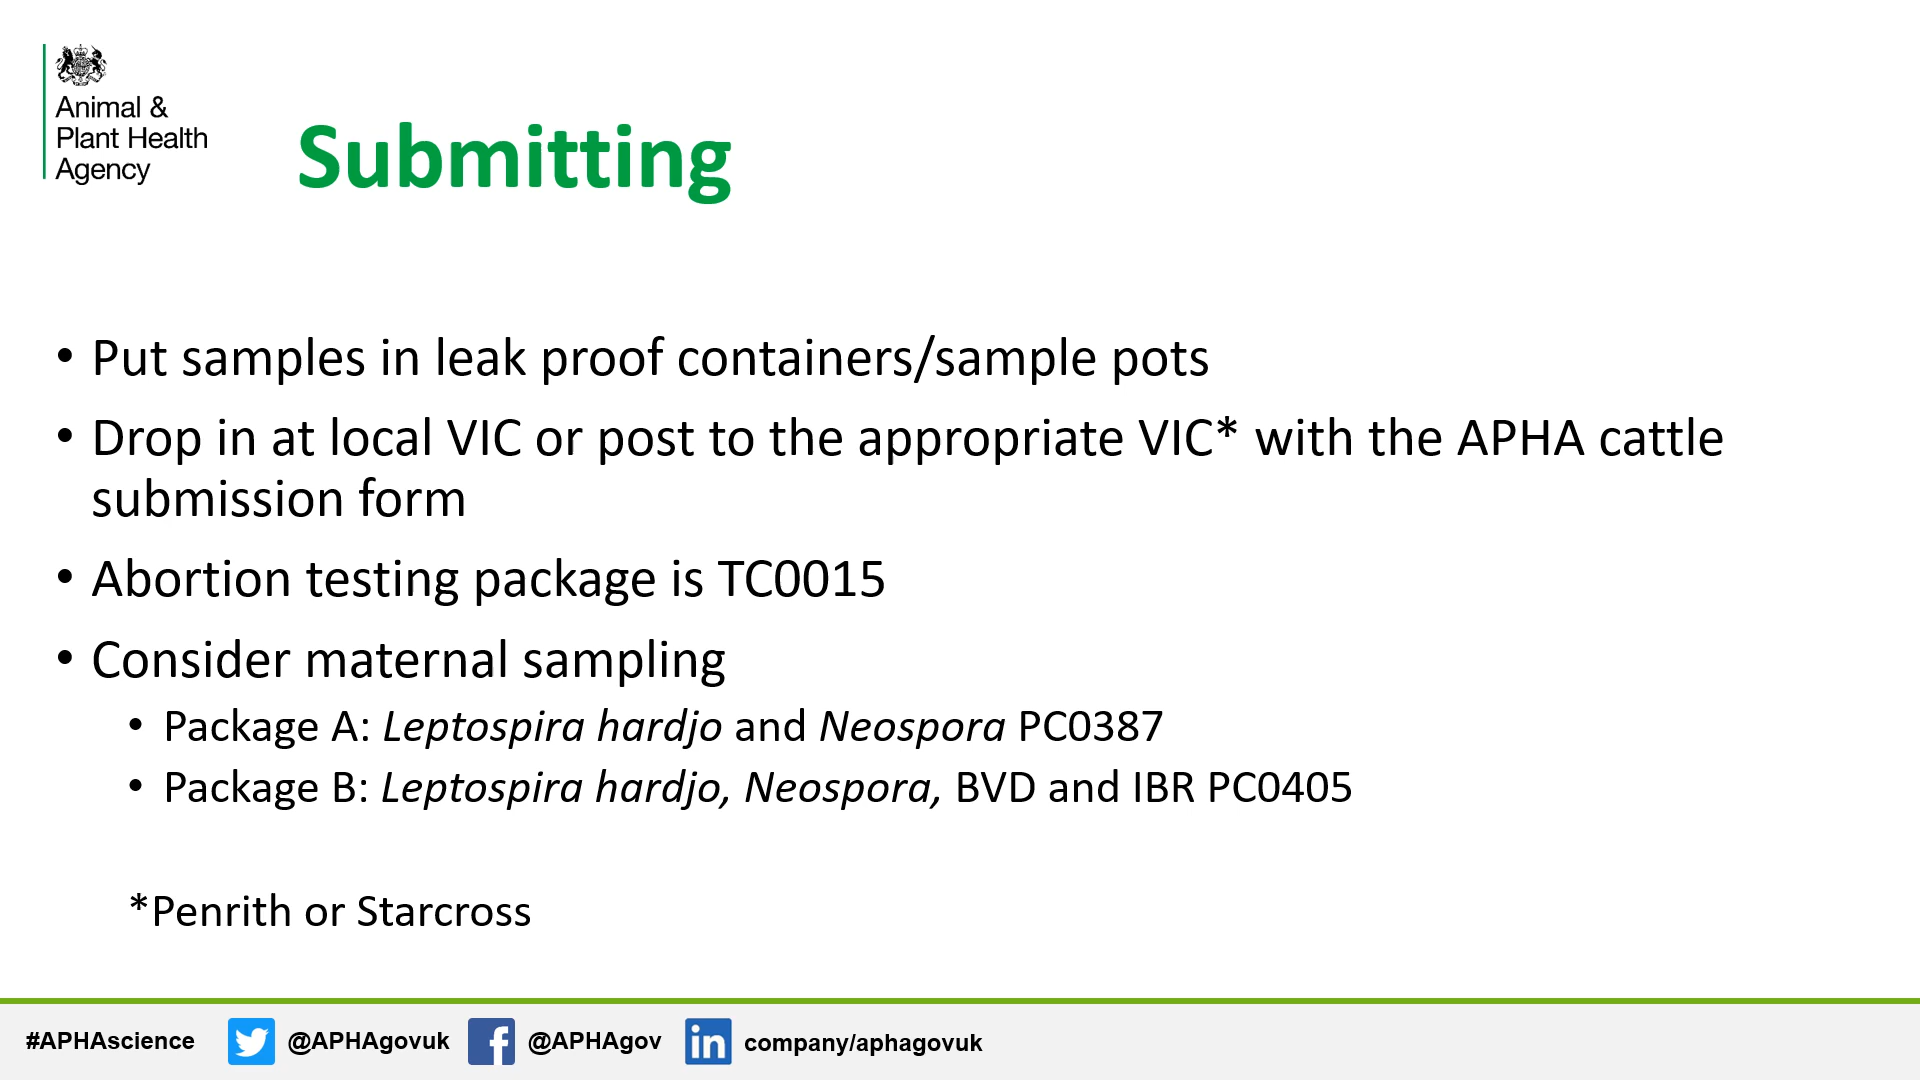 Animal &
Plant Health
Agency
Submitting
• Put samples in leak proof containers/sample pots
• Drop in at local VIC or post to the appropriate VIC* with the APHA cattle
submission form
• Abortion testing package is TC0015
• Consider maternal sampling
• Package A: Leptospira hardjo and Neospora PC0387
• Package B: Leptospira hardjo, Neospora, BVD and IBR PC0405
*Penrith or Starcross
#APHAscience @APHAgovuk @APHAgov company/aphagovuk